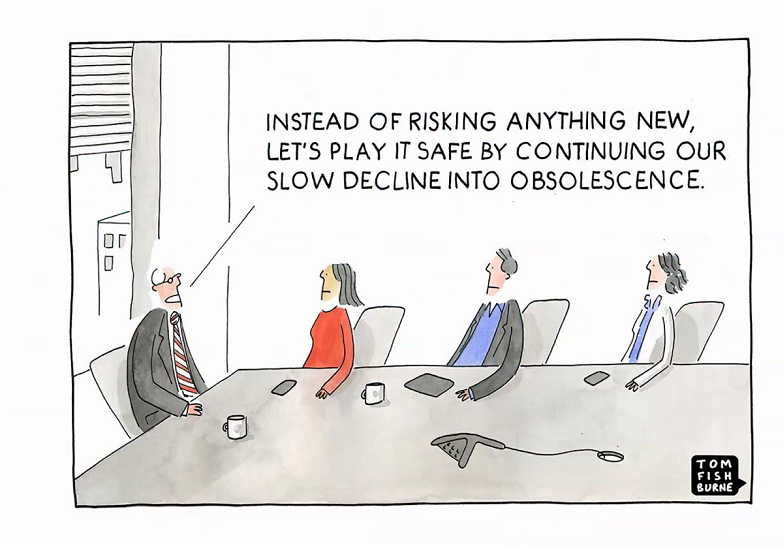 INSTEAD OF RISKING ANYTHING NEW,
LET'S PLAY IT SAFE BY CONTINUING OUR
SLOW DECLINE INTO OBSOLESCENCE.
TOM
FISH
BURNE